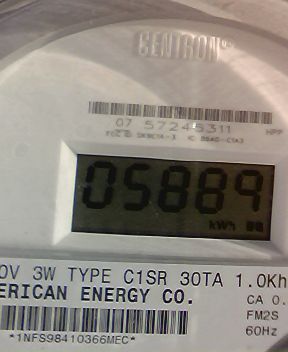 CENTRON
07 57245311
05889
kWh
0V 3W TYPE C1SR 30TA 1.0Kh
ERICAN ENERGY CO.
CA 0.
FM2S
*1NFS98410366MEC*
60Hz